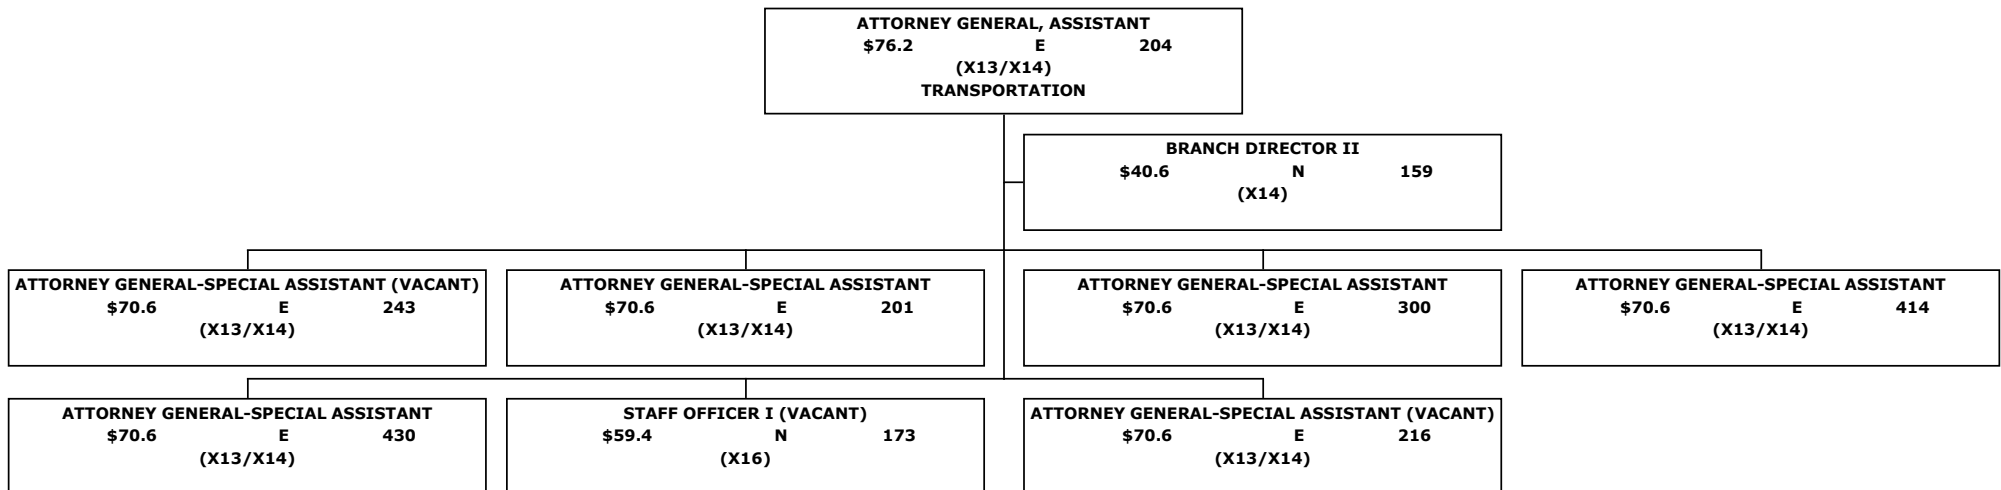 ATTORNEY GENERAL, ASSISTANT
$76.2 E 204
(X13/X14)
TRANSPORTATION
BRANCH DIRECTOR II
$40.6 N 159
(X14)
ATTORNEY GENERAL-SPECIAL ASSISTANT (VACANT)
$70.6 E 243
(X13/X14)
ATTORNEY GENERAL-SPECIAL ASSISTANT
$70.6 E 201
(X13/X14)
ATTORNEY GENERAL-SPECIAL ASSISTANT
$70.6 E 300
(X13/X14)
ATTORNEY GENERAL-SPECIAL ASSISTANT
$70.6 E 414
(X13/X14)
ATTORNEY GENERAL-SPECIAL ASSISTANT
$70.6 E 430
(X13/X14)
STAFF OFFICER I (VACANT)
$59.4 N 173
(X16)
ATTORNEY GENERAL-SPECIAL ASSISTANT (VACANT)
$70.6 E 216
(X13/X14)